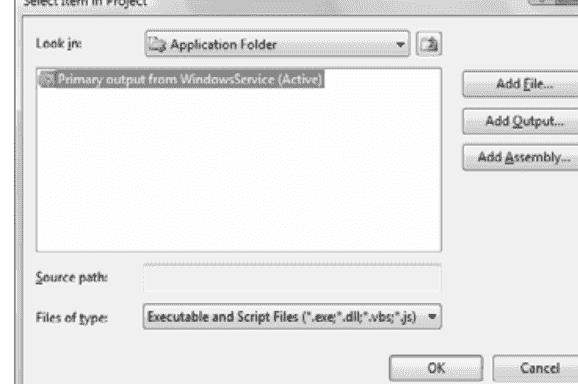 Select Item in Project
Look in:
Application Folder
Primary output from WindowsService (Active)
Add File...
Add Output...
Add Assembly...
Source path:
Files of type:
Executable and Script Files (*.exe;*.dll;*.vbs;*.js)
OK
Cancel